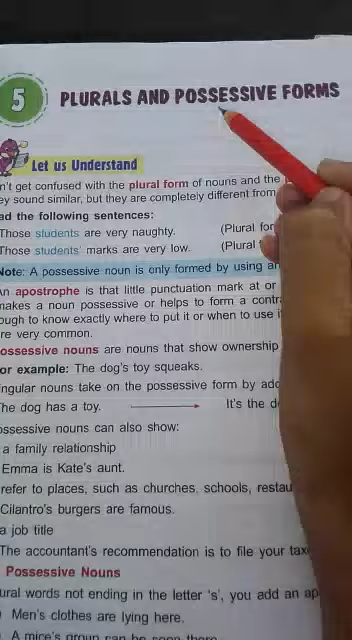 5
PLURALS AND POSSESSIVE FORMS
Let us Understand
n't get confused with the plural form of nouns and the
ey sound similar, but they are completely different from
ad the following sentences:
Those students are very naughty. (Plural for
Those students' marks are very low. (Plural f
Note: A possessive noun is only formed by using an
An apostrophe is that little punctuation mark at or
makes a noun possessive or helps to form a contra
ough to know exactly where to put it or when to use i
re very common.
ossessive nouns are nouns that show ownership
or example: The dog's toy squeaks.
ngular nouns take on the possessive form by add
The dog has a toy. It's the d
ossessive nouns can also show:
a family relationship
Emma is Kate's aunt.
refer to places, such as churches, schools, restau
Cilantro's burgers are famous.
a job title
The accountant's recommendation is to file your tax
Possessive Nouns
ural words not ending in the letter 's', you add an ap
Men's clothes are lying here.
A mice's group can be seen there